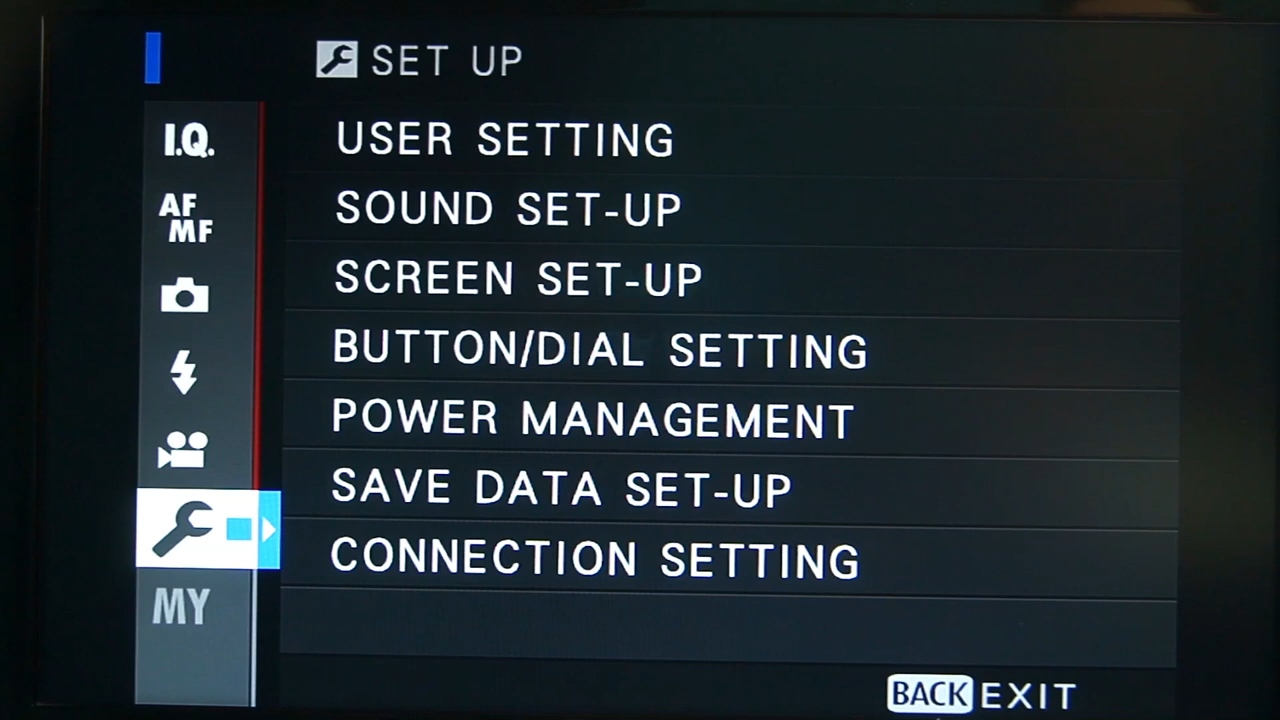 SET UP
I.Q.
AF
MF
MY
USER SETTING
SOUND SET-UP
SCREEN SET-UP
BUTTON/DIAL SETTING
POWER MANAGEMENT
SAVE DATA SET-UP
CONNECTION SETTING
BACK EXIT